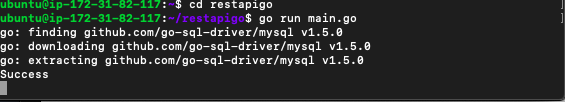 ubuntu@ip-172-31-82-117:~$ cd restapigo
ubuntu@ip-172-31-82-117:~/restapigo$ go run main.go
go: finding github.com/go-sql-driver/mysql v1.5.0
go: downloading github.com/go-sql-driver/mysql v1.5.0
go: extracting github.com/go-sql-driver/mysql v1.5.0
Success